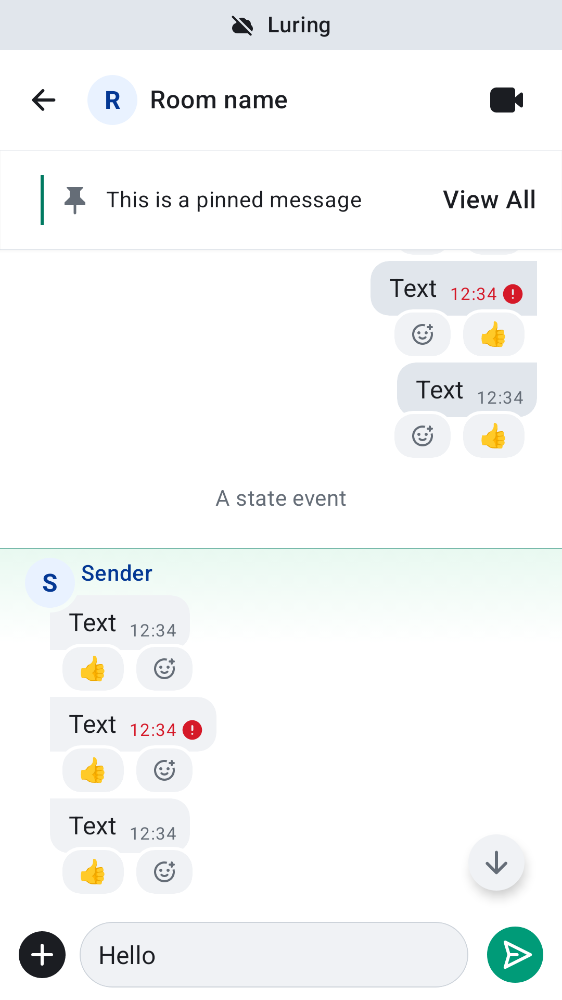 Luring
R
Room name
This is a pinned message
View All
Text 12:34
Text 12:34
A state event
S
Sender
Text 12:34
Text 12:34
Text 12:34
Hello